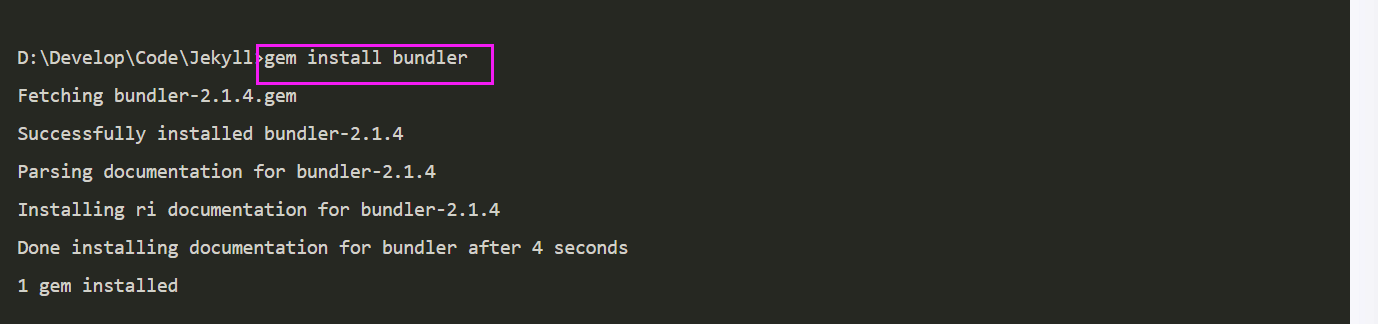 D:\Develop\Code\Jekyll>gem install bundler
Fetching bundler-2.1.4.gem
Successfully installed bundler-2.1.4
Parsing documentation for bundler-2.1.4
Installing ri documentation for bundler-2.1.4
Done installing documentation for bundler after 4 seconds
1 gem installed